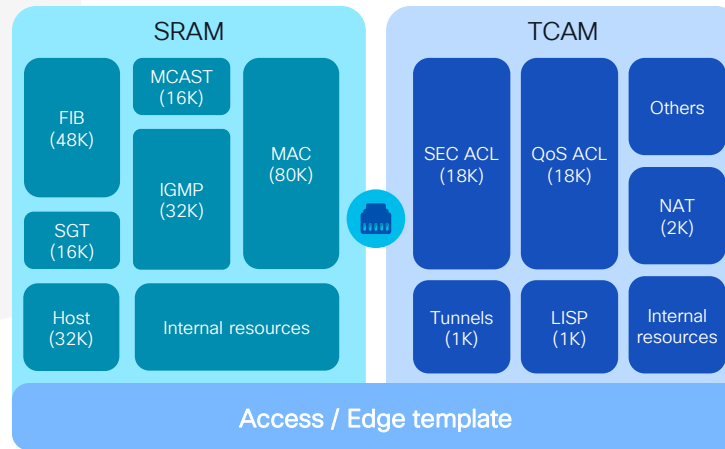 SRAM
FIB
(48K)
MCAST
(16K)
MAC
(80K)
IGMP
(32K)
SGT
(16K)
Host
(32K)
Internal resources
TCAM
SEC ACL
(18K)
QoS ACL
(18K)
Others
NAT
(2K)
Tunnels
(1K)
LISP
(1K)
Internal
resources
Access / Edge template